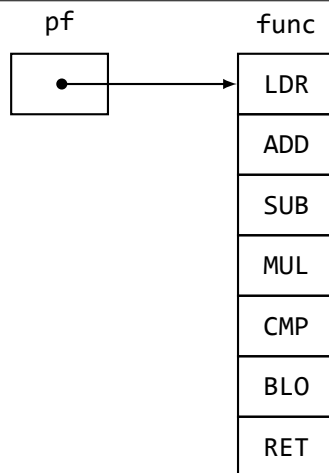 pf func
LDR
ADD
SUB
MUL
CMP
BLO
RET